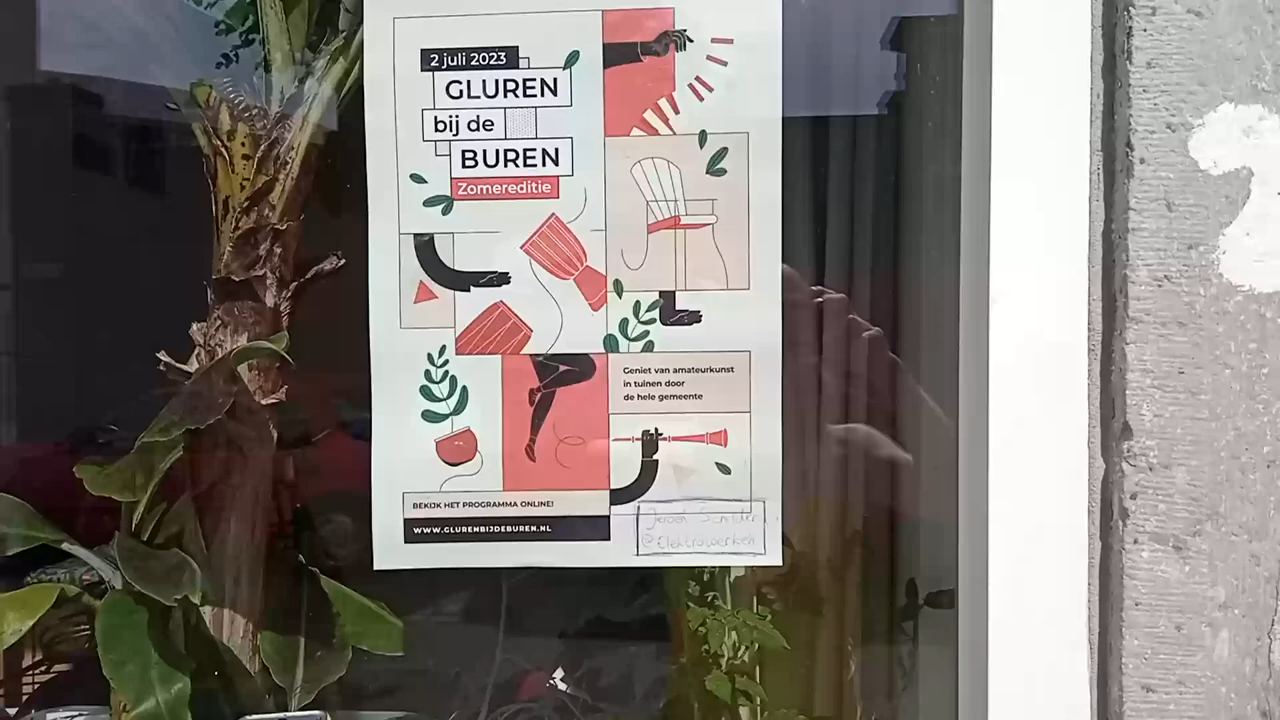 2 juli 2023
GLUREN
bij de
BUREN
Zomereditie
Geniet van amateurkunst
in tuinen door
de hele gemeente
BEKIJK HET PROGRAMMA ONLINE!
WWW.GLURENBIJDEBUREN.NL
Jeroen
@Elektrowerken